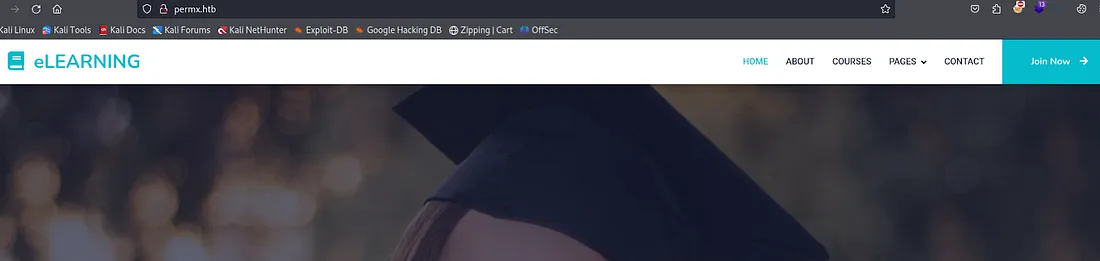 permx.htb
Kali Linux Kali Tools Kali Docs Kali Forums Kali NetHunter Exploit-DB Google Hacking DB Zipping | Cart OffSec
eLEARNING HOME ABOUT COURSES PAGES CONTACT Join Now
13